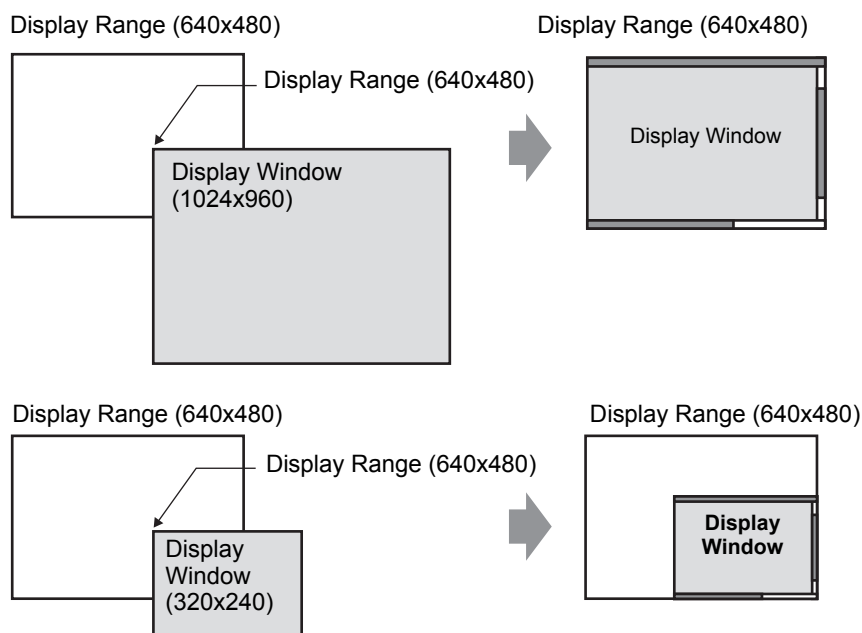 Display Range (640x480)
Display Range (640x480)
Display Range (640x480)
Display Window
(1024x960)
Display Window
Display Range (640x480)
Display Range (640x480)
Display Range (640x480)
Display
Window
(320x240)
Display
Window